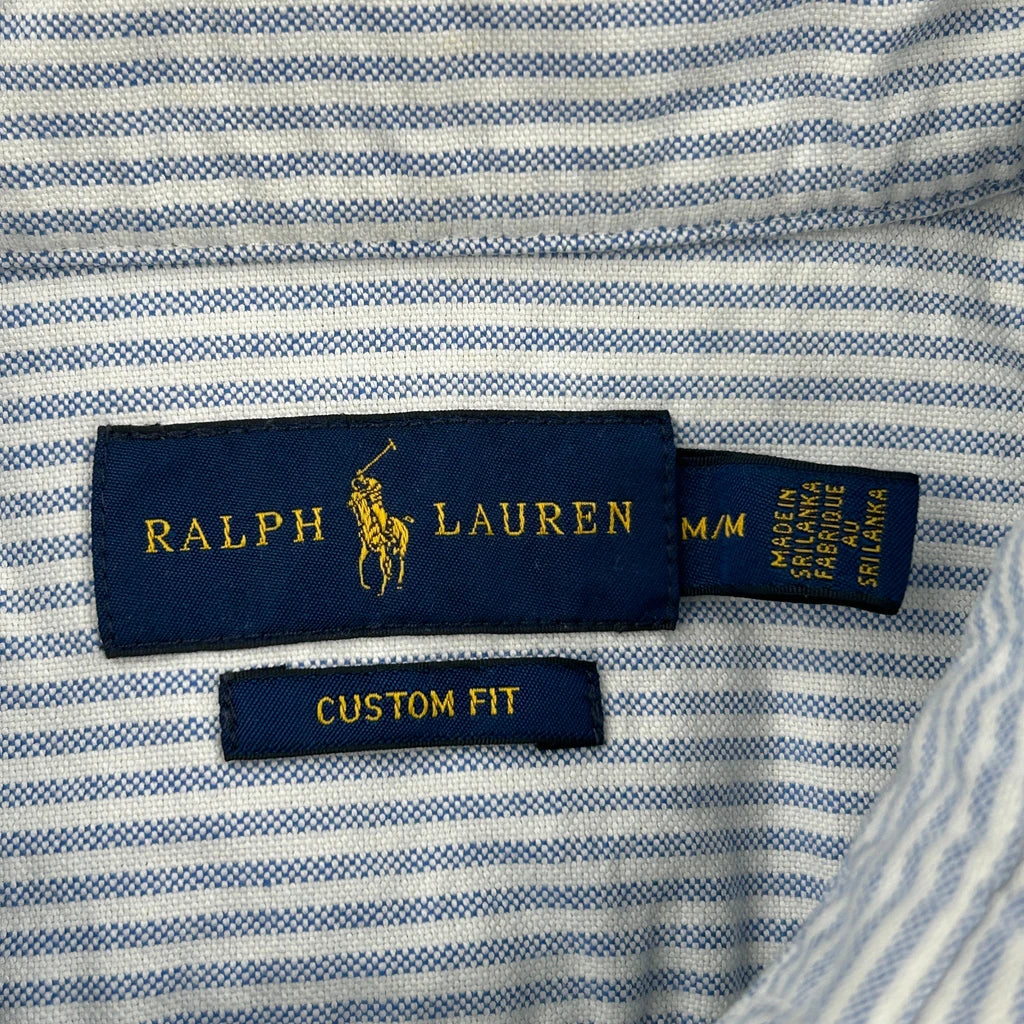 RALPH LAUREN
M/M
MADE IN
SRI LANKA
FABRIQUE
AU
SRI LANKA
CUSTOM FIT